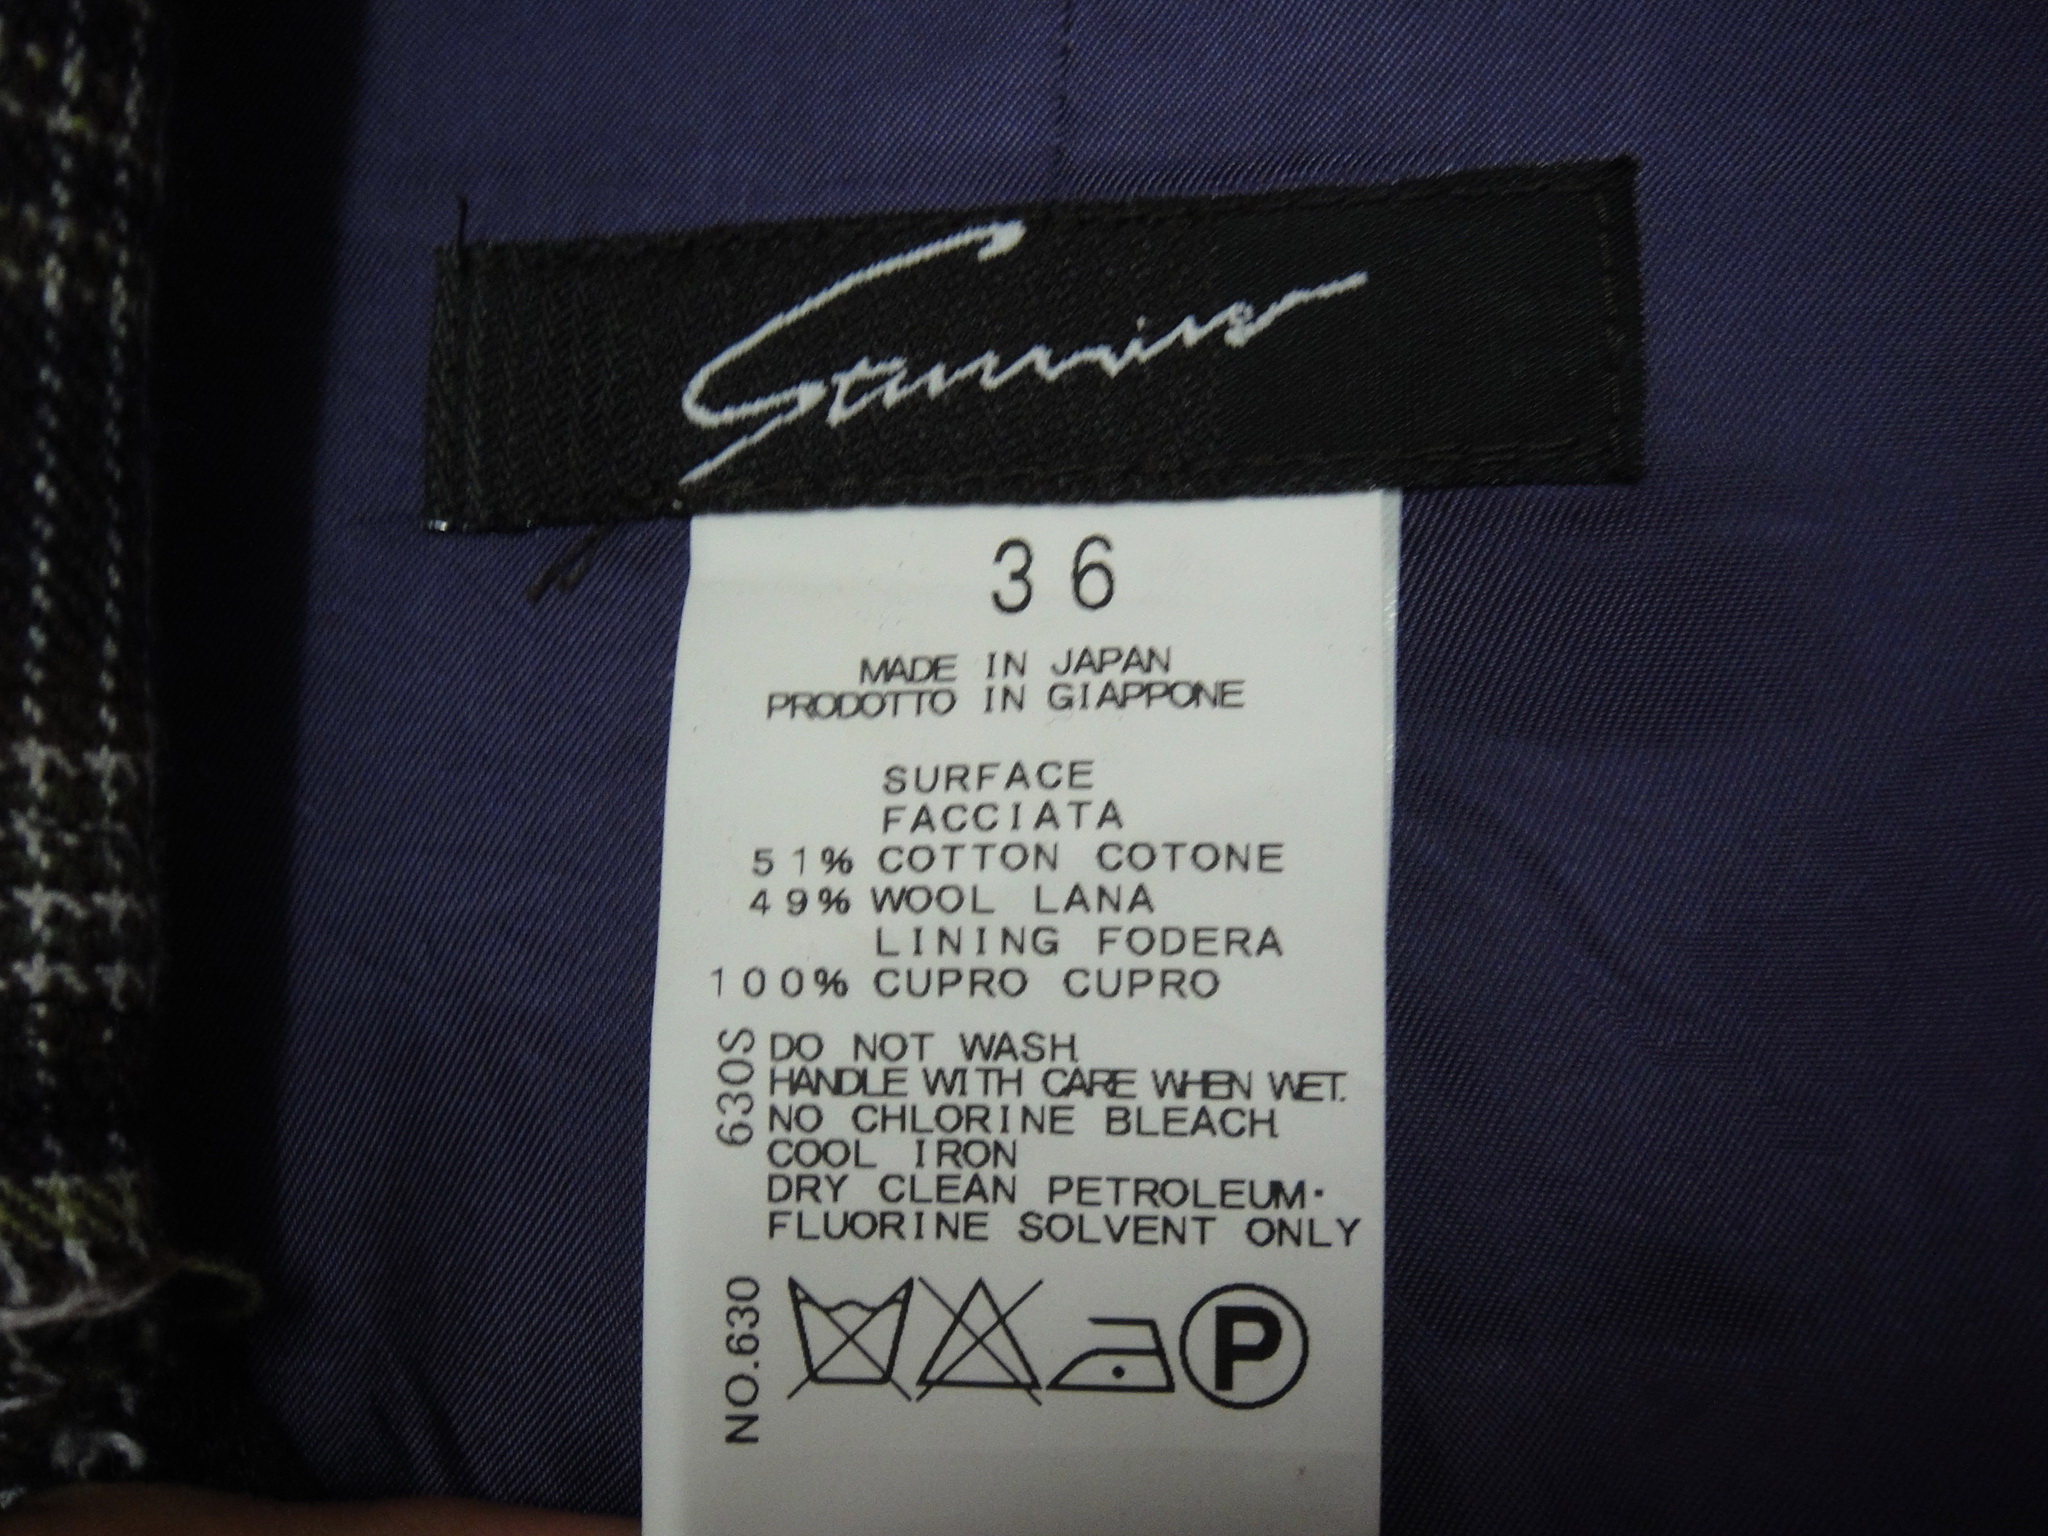 36
MADE IN JAPAN
PRODOTTO IN GIAPPONE
SURFACE
FACCIATA
51% COTTON COTONE
49% WOOL LANA
LINING FODERA
100% CUPRO CUPRO
630S
DO NOT WASH
HANDLE WITH CARE WHEN WET.
NO CHLORINE BLEACH
COOL IRON
DRY CLEAN PETROLEUM·
FLUORINE SOLVENT ONLY
NO.630
P